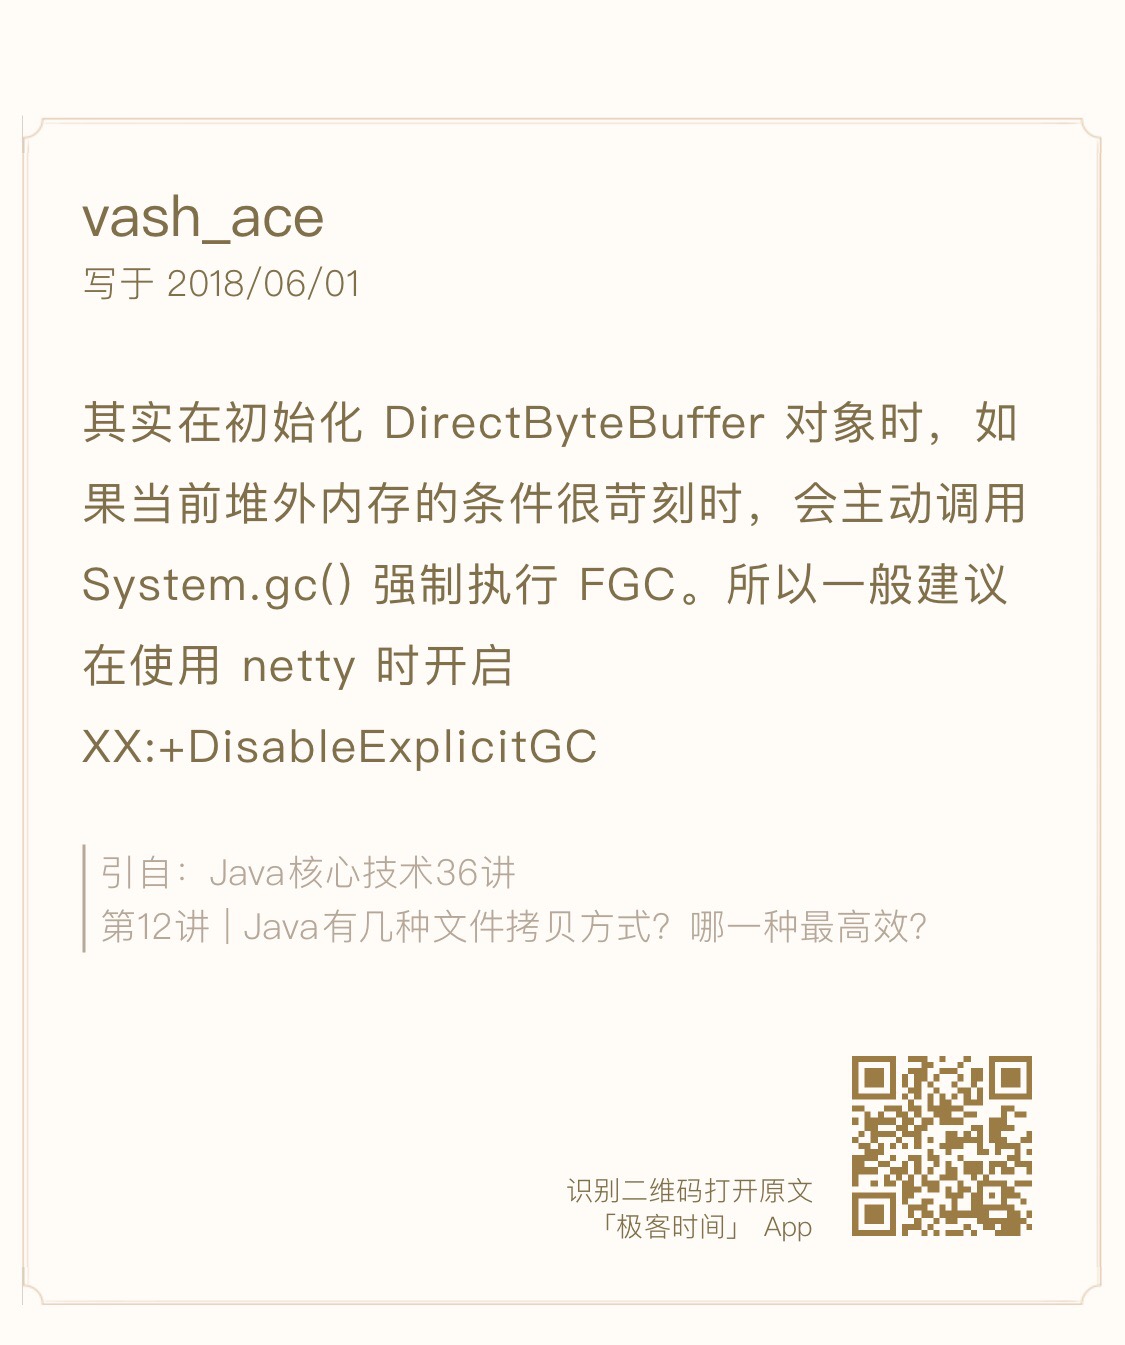 vash_ace
写于 2018/06/01
其实在初始化 DirectByteBuffer 对象时，如
果当前堆外内存的条件很苛刻时，会主动调用
System.gc() 强制执行 FGC。所以一般建议
在使用 netty 时开启
XX:+DisableExplicitGC
引自：Java核心技术36讲
第12讲 | Java有几种文件拷贝方式？哪一种最高效？
识别二维码打开原文
「极客时间」 App